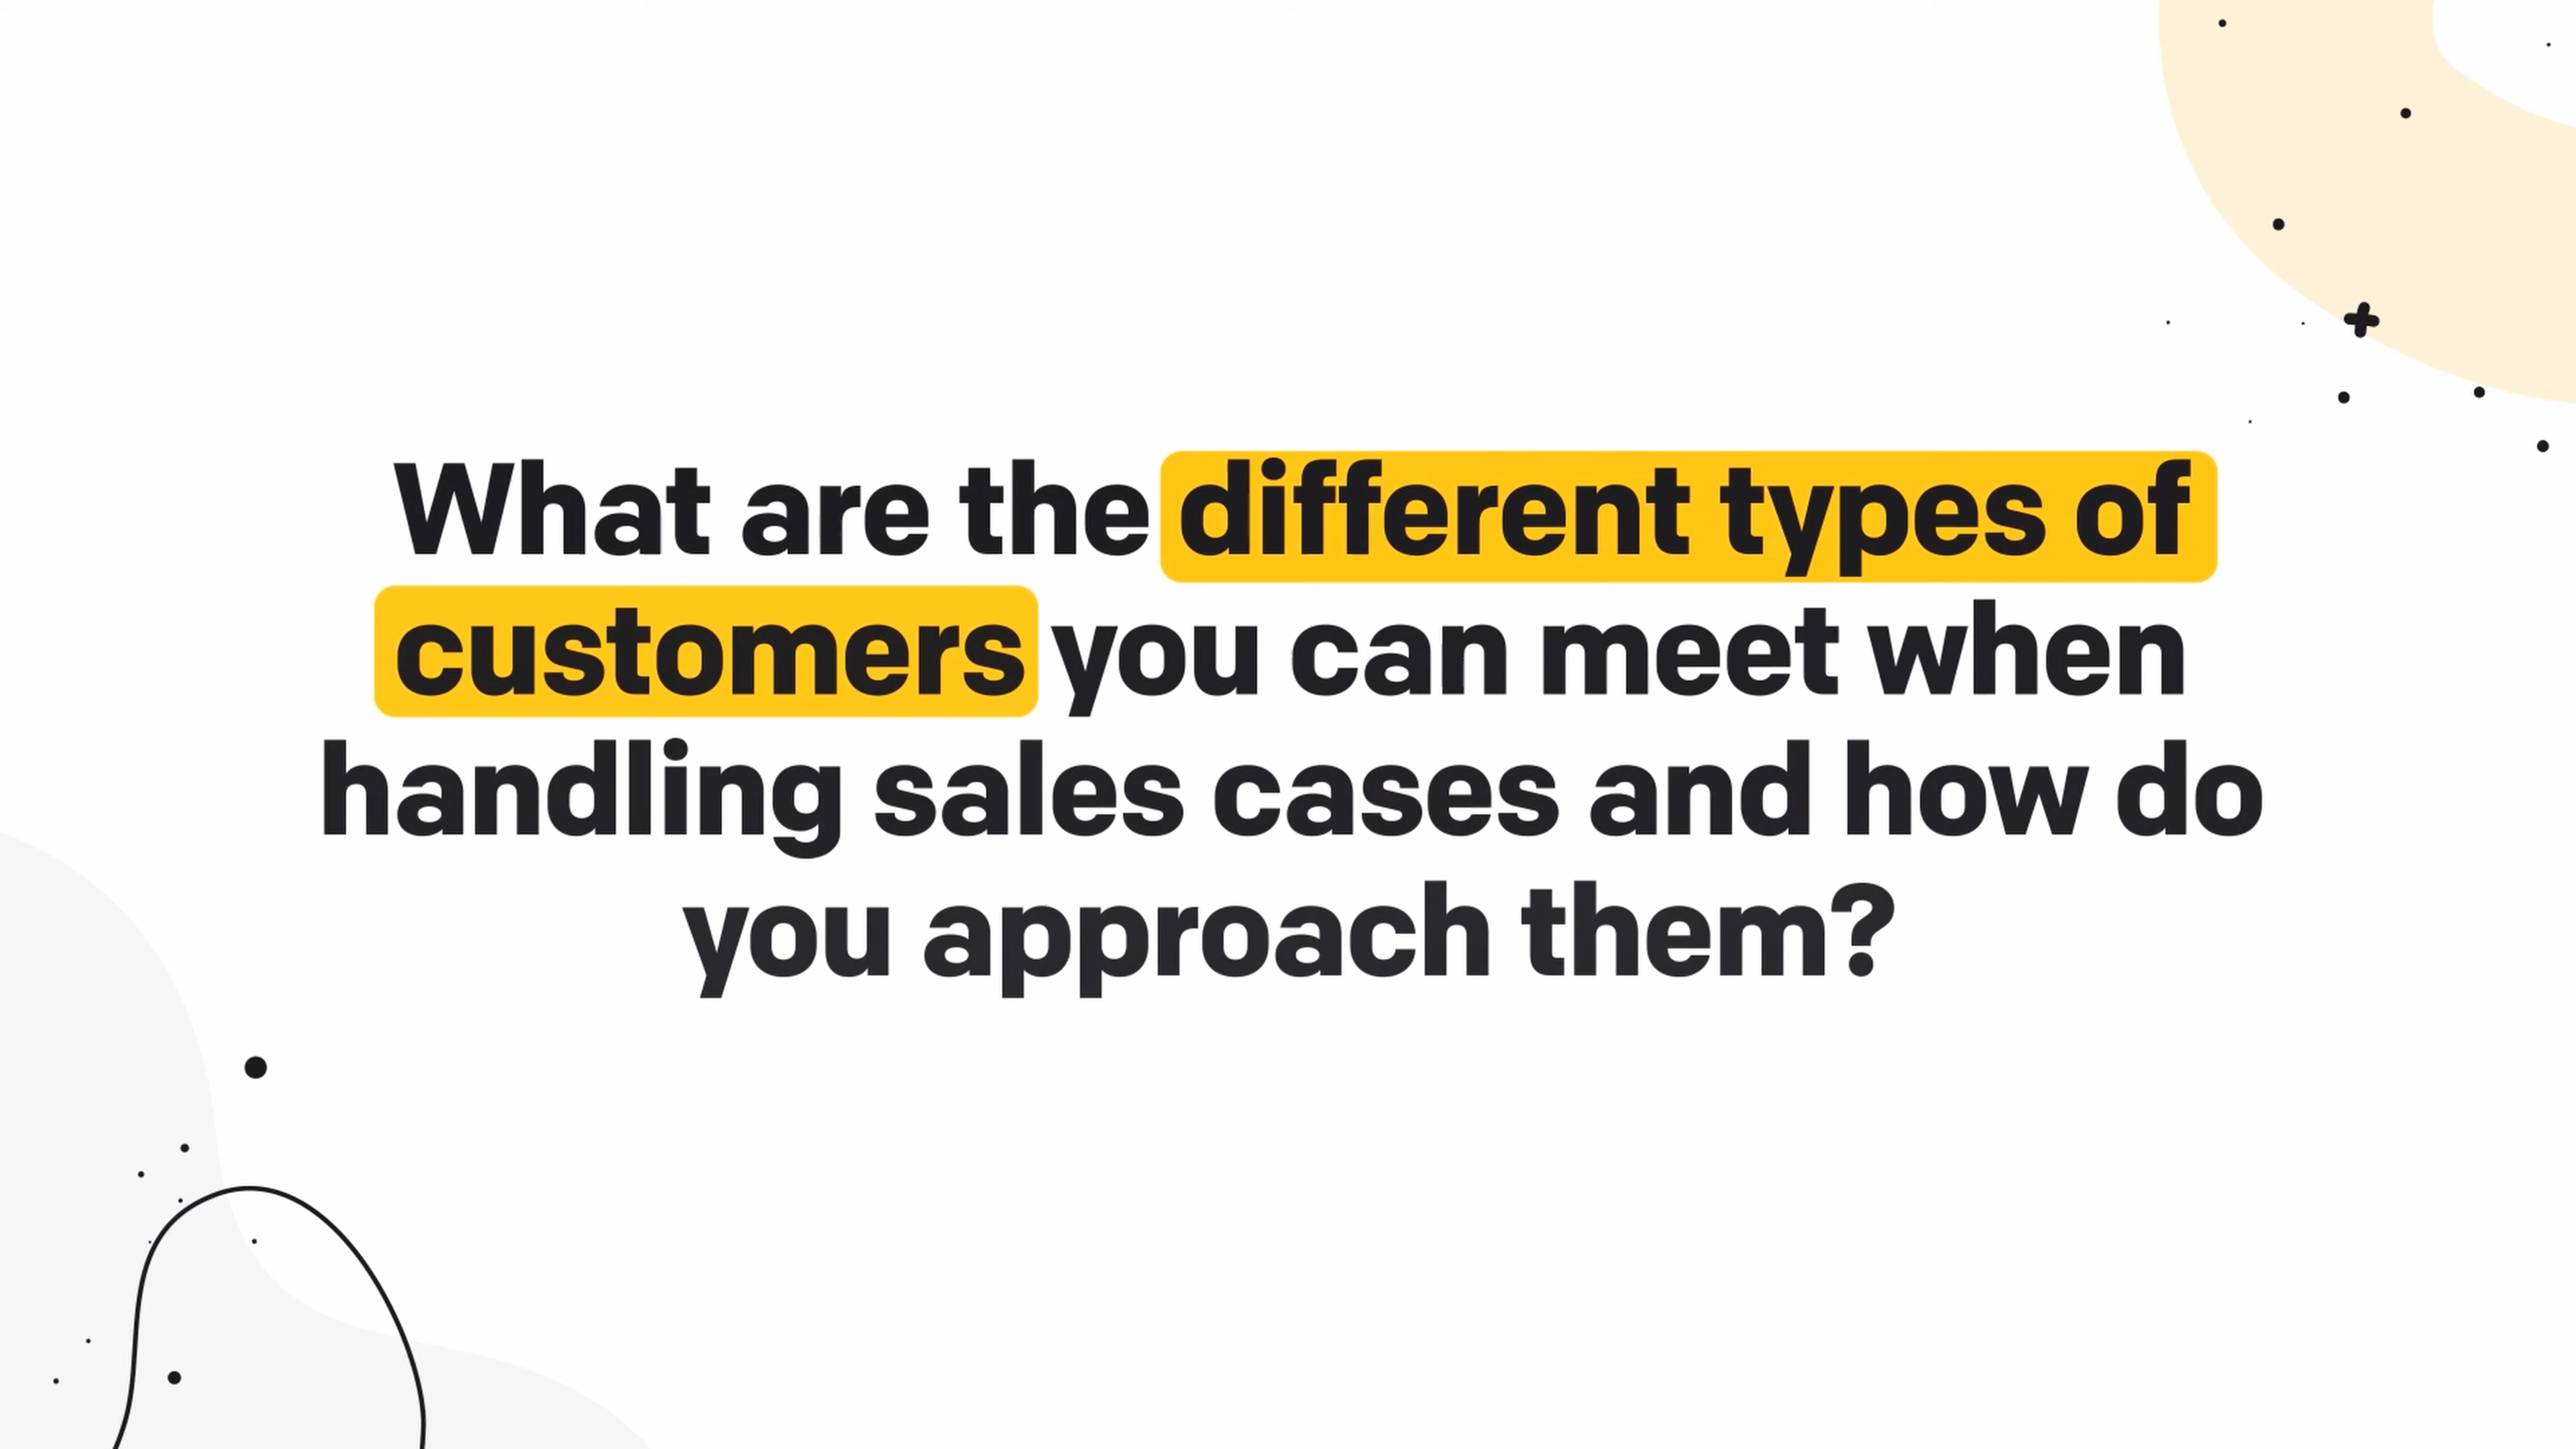 What are the different types of
customers you can meet when
handling sales cases and how do
you approach them?